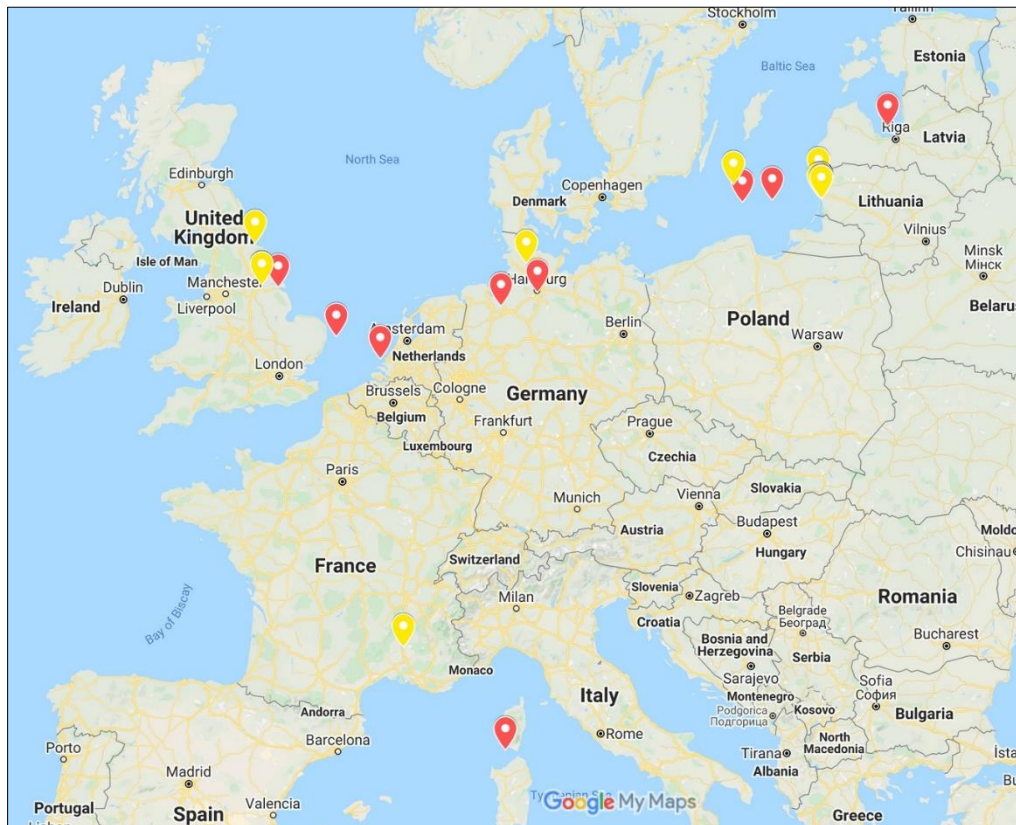 Stockholm
Tallinn
Baltic Sea
Estonia
Riga
Latvia
North Sea
Edinburgh
Copenhagen
Denmark
Lithuania
Vilnius
United
Kingdom
Isle of Man
Minsk
Мінск
Manchester
Dublin
Liverpool
Ireland
Hamburg
Belarus
Poland
Amsterdam
Berlin
Warsaw
Netherlands
London
Brussels
Cologne
Germany
Belgium
Frankfurt
Prague
Luxembourg
Czechia
Paris
Slovakia
Munich
Vienna
Austria
Budapest
Hungary
Chisinau
France
Switzerland
Slovenia
Zagreb
Milan
Croatia
Romania
Bay of Biscay
Belgrade
Београд
Bosnia and
Herzegovina
Bucharest
Monaco
Serbia
Sarajevo
Italy
Montenegro
Sofia
София
Andorra
Podgorica
Подгорица
Kosovo
Bulgaria
Porto
Barcelona
Rome
North
Macedonia
Tirana
Albania
Madrid
Portugal
Valencia
Spain
Google My Maps
Greece